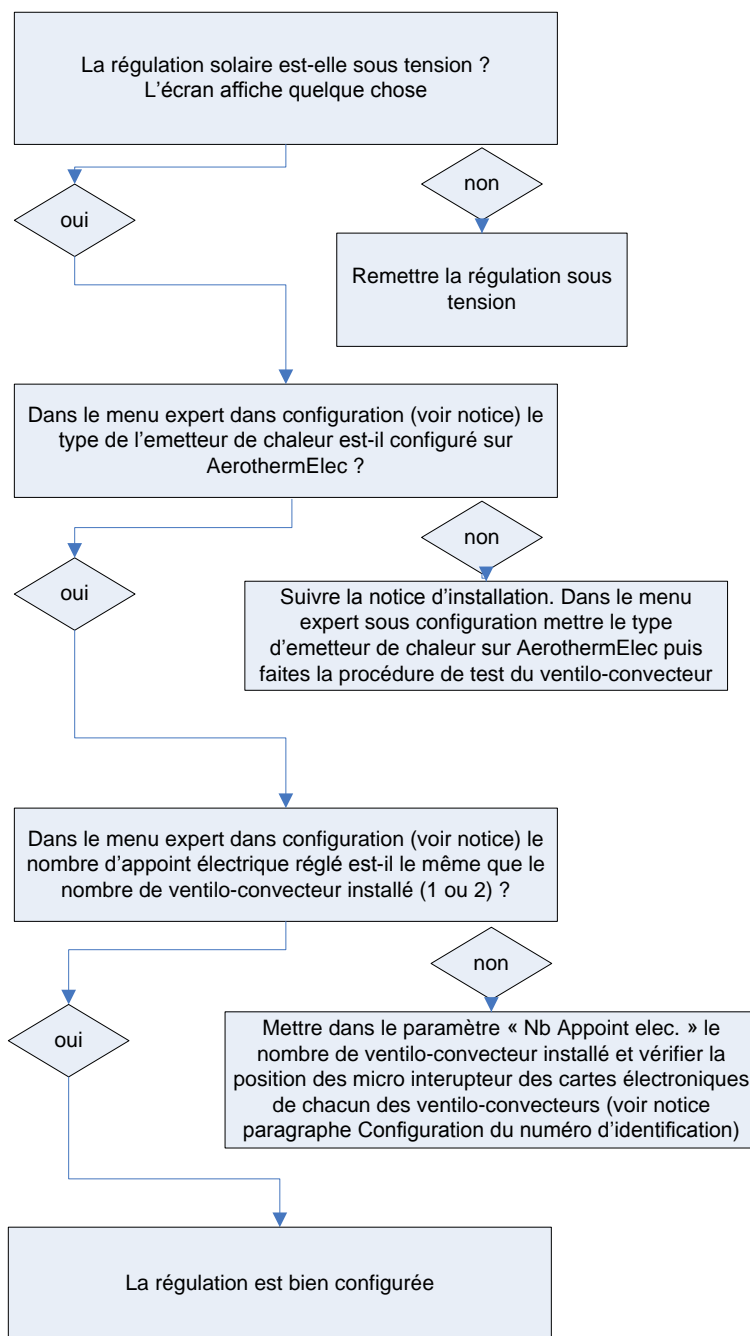 La régulation solaire est-elle sous tension ?
L'écran affiche quelque chose
non
oui
Remettre la régulation sous
tension
Dans le menu expert dans configuration (voir notice) le
type de l'emetteur de chaleur est-il configuré sur
AerothermElec ?
non
oui
Suivre la notice d'installation. Dans le menu
expert sous configuration mettre le type
d'emetteur de chaleur sur AerothermElec puis
faites la procédure de test du ventilo-convecteur
Dans le menu expert dans configuration (voir notice) le
nombre d'appoint électrique réglé est-il le même que le
nombre de ventilo-convecteur installé (1 ou 2) ?
non
oui
Mettre dans le paramètre « Nb Appoint elec. » le
nombre de ventilo-convecteur installé et vérifier la
position des micro interupteur des cartes électroniques
de chacun des ventilo-convecteurs (voir notice
paragraphe Configuration du numéro d'identification)
La régulation est bien configurée